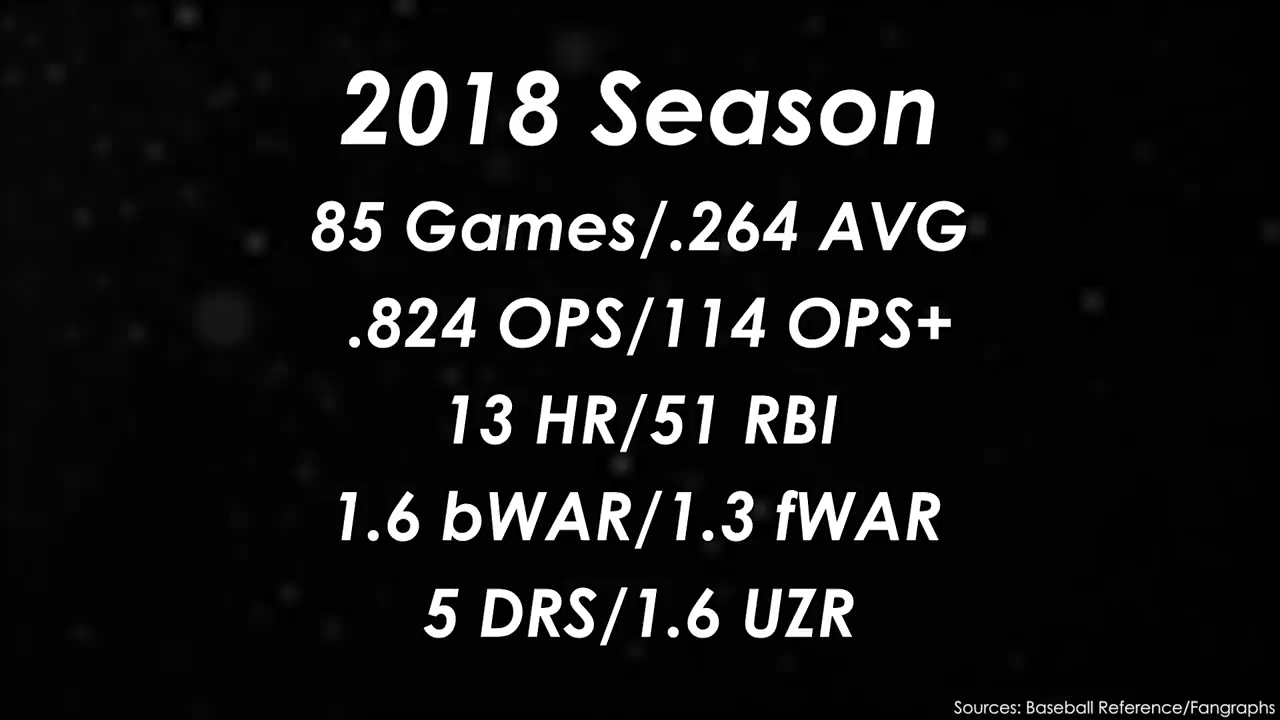 2018 Season
85 Games/.264 AVG
.824 OPS/114 OPS+
13 HR/51 RBI
1.6 bWAR/1.3 fWAR
5 DRS/1.6 UZR
Sources: Baseball Reference/Fangraphs